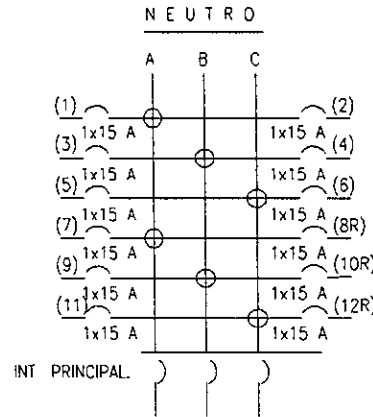 NEUTRO
A B C
(1) (2)
1x15 A 1x15 A
(3) (4)
1x15 A 1x15 A
(5) (6)
1x15 A 1x15 A
(7) (8R)
1x15 A 1x15 A
(9) (10R)
1x15 A 1x15 A
(11) (12R)
1x15 A 1x15 A
INT PRINCIPAL.